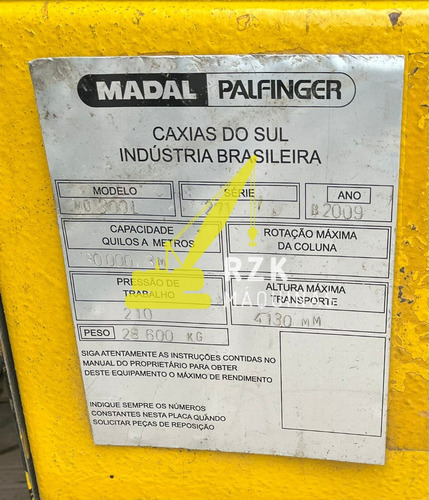 MADAL PALFINGER
CAXIAS DO SUL
INDÚSTRIA BRASILEIRA
MODELO
SÉRIE
ANO
2009
CAPACIDADE
QUILOS A METROS
ROTAÇÃO MÁXIMA
DA COLUNA
RZK
PRESSÃO DE
TRABALHO
210
ALTURA MÁXIMA
TRANSPORTE
4130 MM
PESO 28 600 KG
SIGA ATENTAMENTE AS INSTRUÇÕES CONTIDAS NO
MANUAL DO PROPRIETÁRIO PARA OBTER
DESTE EQUIPAMENTO O MÁXIMO DE RENDIMENTO
INDIQUE SEMPRE OS NÚMEROS
CONSTANTES NESTA PLACA QUANDO
SOLICITAR PEÇAS DE REPOSIÇÃO